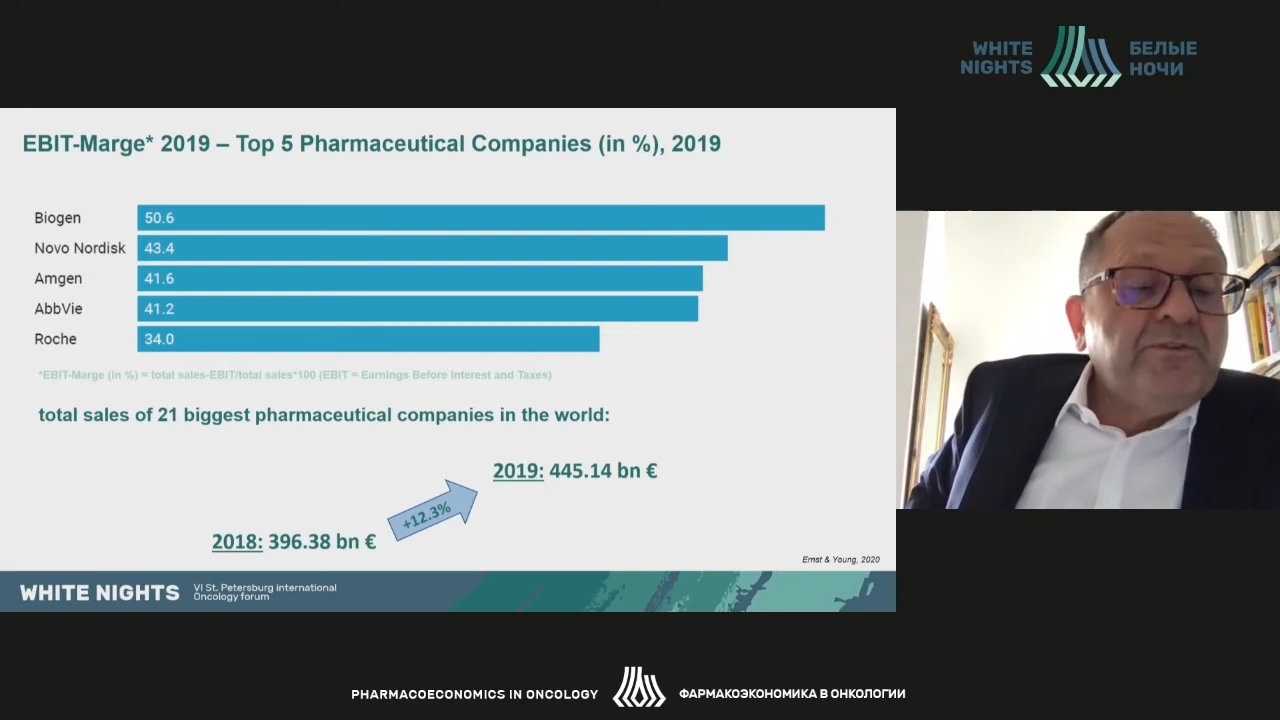 WHITE
NIGHTS
БЕЛЫЕ
НОЧИ
EBIT-Marge* 2019 – Top 5 Pharmaceutical Companies (in %), 2019
Biogen 50.6
Novo Nordisk 43.4
Amgen 41.6
AbbVie 41.2
Roche 34.0
*EBIT-Marge (in %) = total sales-EBIT/total sales*100 (EBIT = Earnings Before Interest and Taxes)
total sales of 21 biggest pharmaceutical companies in the world:
2019: 445.14 bn €
+12.3%
2018: 396.38 bn €
Ernst & Young, 2020
WHITE NIGHTS
VI St. Petersburg international
Oncology forum
PHARMACOECONOMICS IN ONCOLOGY
ФАРМАКОЭКОНОМИКА В ОНКОЛОГИИ